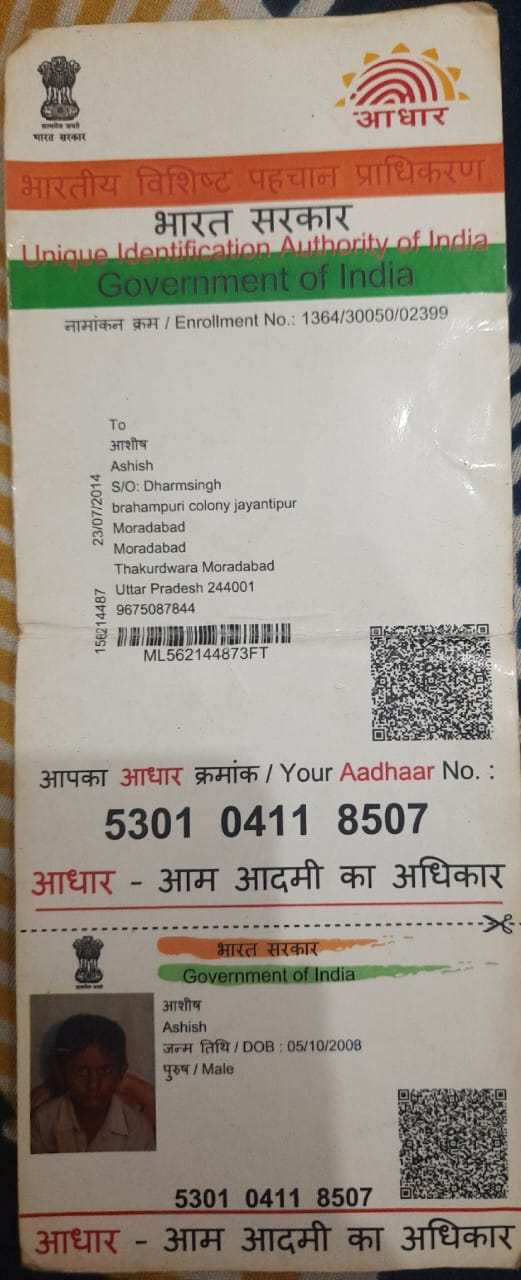 सत्यमेव जयते
भारत सरकार
आधार
भारतीय विशिष्ट पहचान प्राधिकरण
भारत सरकार
Unique Identification Authority of India
Government of India
नामांकन क्रम / Enrollment No.: 1364/30050/02399
To
आशीष
Ashish
S/O: Dharmsingh
brahampuri colony jayantipur
Moradabad
Moradabad
Thakurdwara Moradabad
Uttar Pradesh 244001
9675087844
23/07/2014
156214487
ML562144873FT
आपका आधार क्रमांक / Your Aadhaar No. :
5301 0411 8507
आधार - आम आदमी का अधिकार
भारत सरकार
Government of India
आशीष
Ashish
जन्म तिथि / DOB : 05/10/2008
पुरुष / Male
5301 0411 8507
आधार - आम आदमी का अधिकार